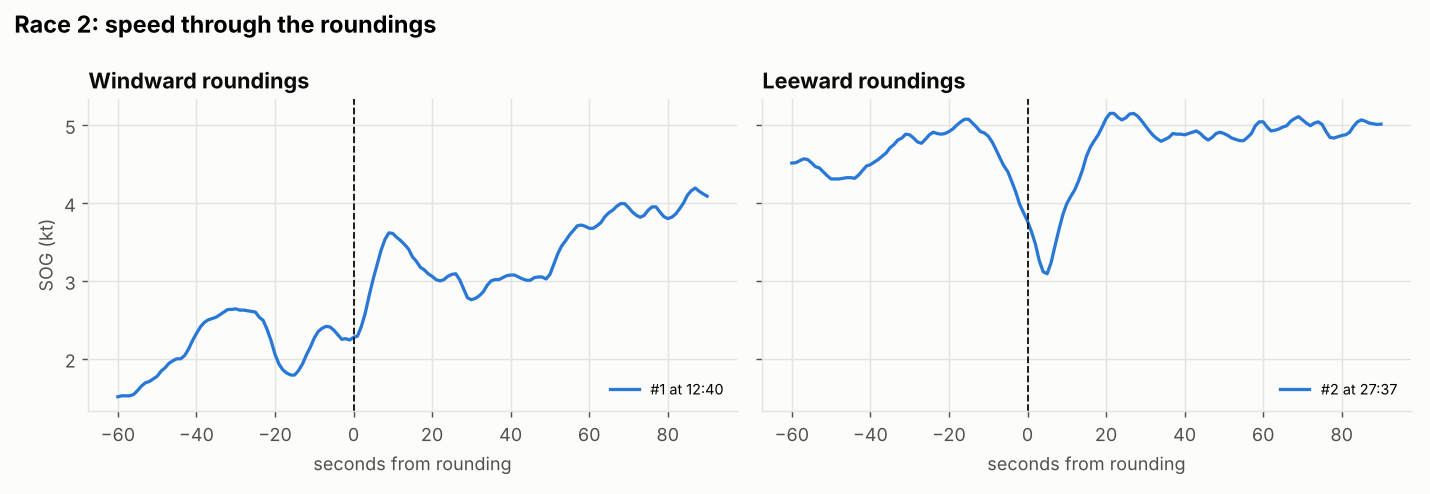 Race 2: speed through the roundings
Windward roundings
SOG (kt)
5
4
3
2
#1 at 12:40
−60 −40 −20 0 20 40 60 80
seconds from rounding
Leeward roundings
#2 at 27:37
−60 −40 −20 0 20 40 60 80
seconds from rounding